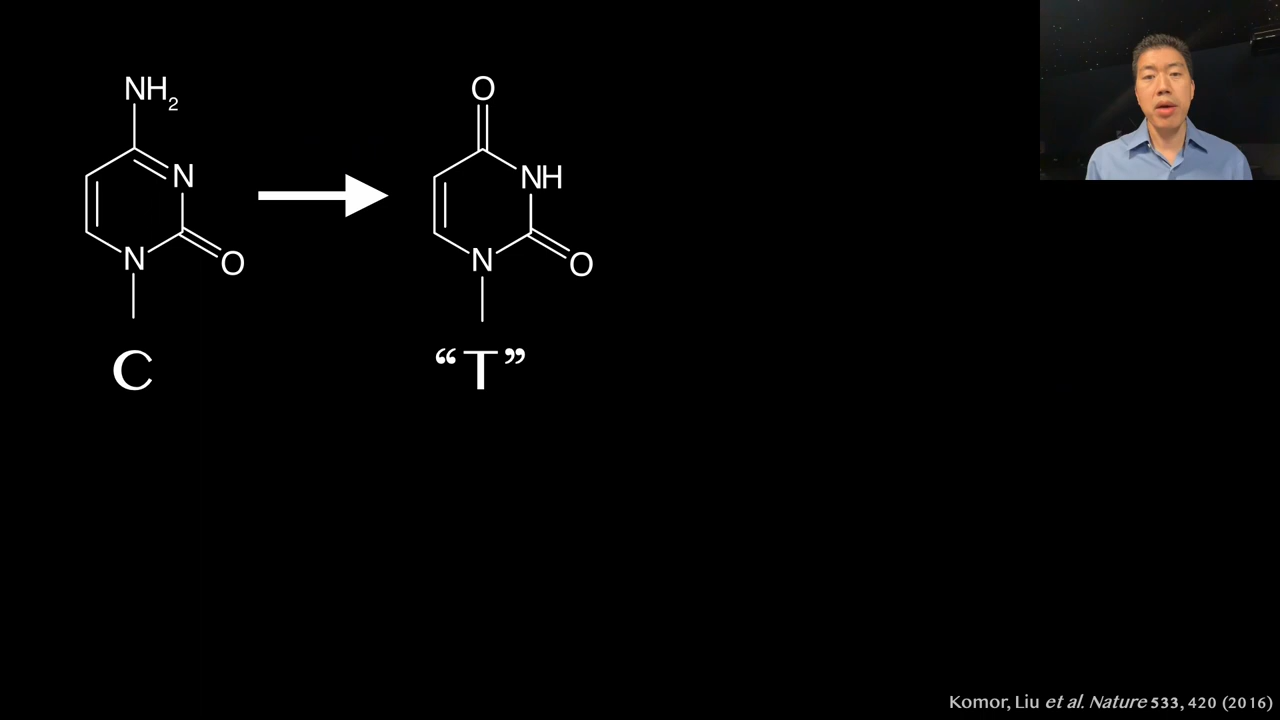 NH2
N
N
O
C
O
NH
N
O
“T”
Komor, Liu et al. Nature 533, 420 (2016)